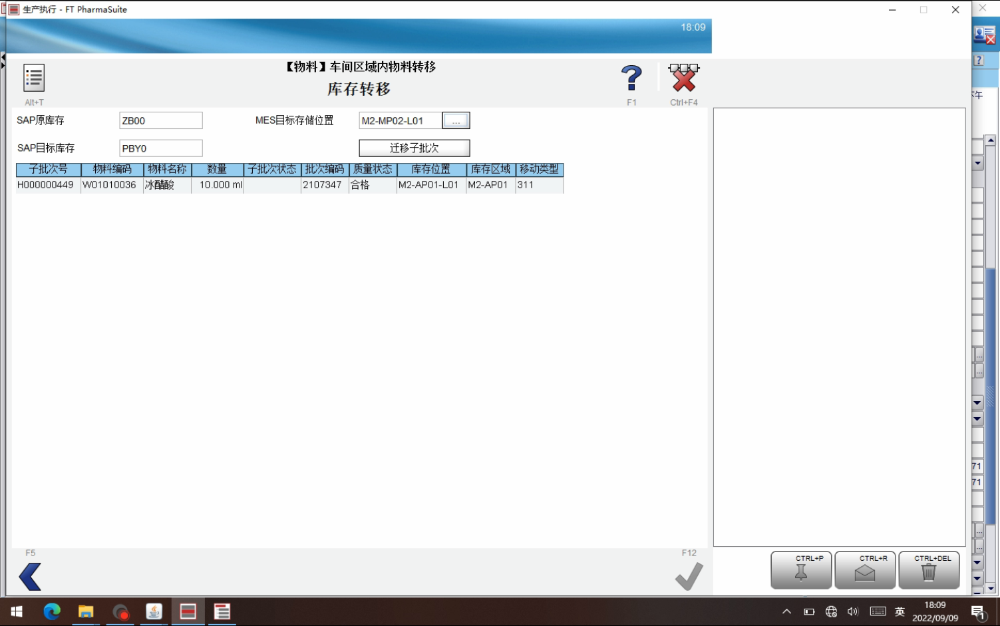 生产执行 - FT PharmaSuite
18:09
【物料】车间区域内物料转移
库存转移
Alt+T
F1
Ctrl+F4
SAP原库存 ZB00 MES目标存储位置 M2-MP02-L01 ...
SAP目标库存 PBY0 迁移子批次
子批次号 物料编码 物料名称 数量 子批次状态 批次编码 质量状态 库存位置 库存区域 移动类型
H000000449 W01010036 冰醋酸 10.000 ml 2107347 合格 M2-AP01-L01 M2-AP01 311
午
...
...
71
71
...
...
F5
F12
CTRL+P
CTRL+R
CTRL+DEL
英
18:09
2022/09/09
1